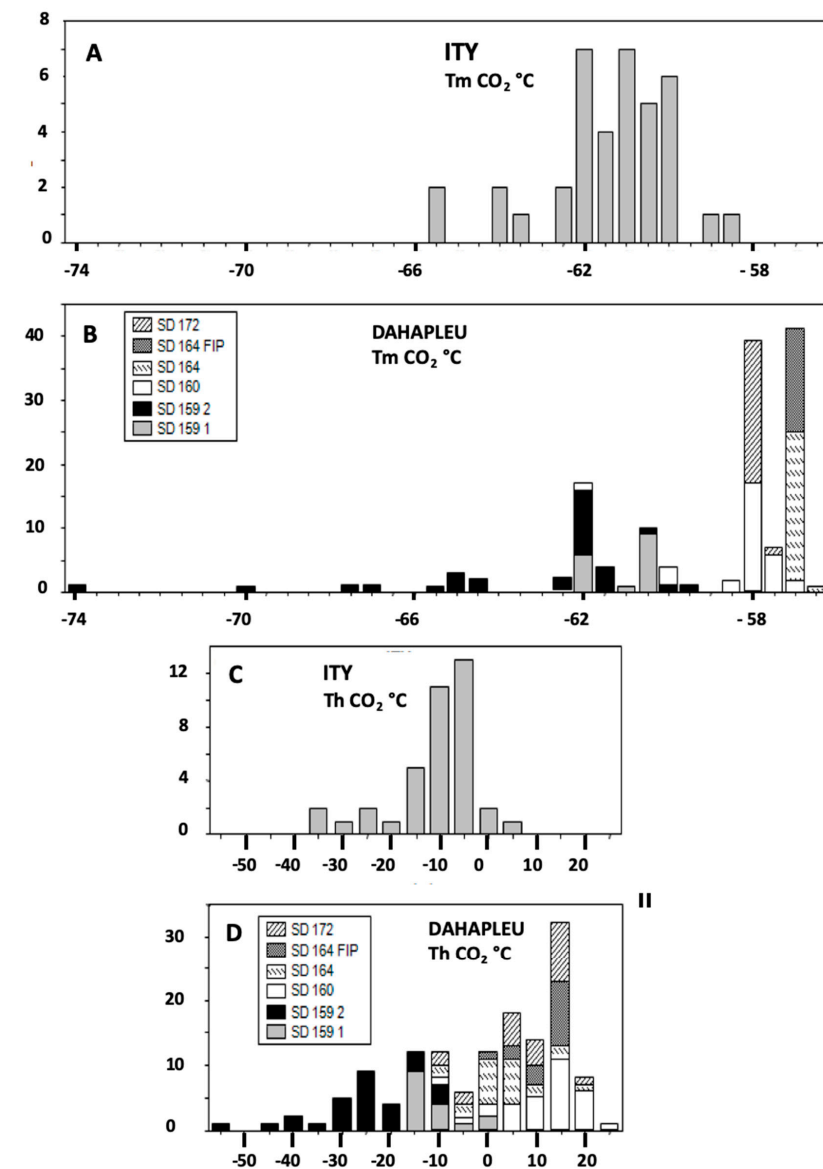 8
A
ITY
Tm CO₂ °C
6
4
2
0
-74 -70 -66 -62 - 58
B
DAHAPLEU
Tm CO₂ °C
SD 172
SD 164 FIP
SD 164
SD 160
SD 159 2
SD 159 1
40
30
20
10
0
-74 -70 -66 -62 - 58
C
ITY
Th CO₂ °C
12
8
4
0
-50 -40 -30 -20 -10 0 10 20
II
D
DAHAPLEU
Th CO₂ °C
SD 172
SD 164 FIP
SD 164
SD 160
SD 159 2
SD 159 1
30
20
10
0
-50 -40 -30 -20 -10 0 10 20